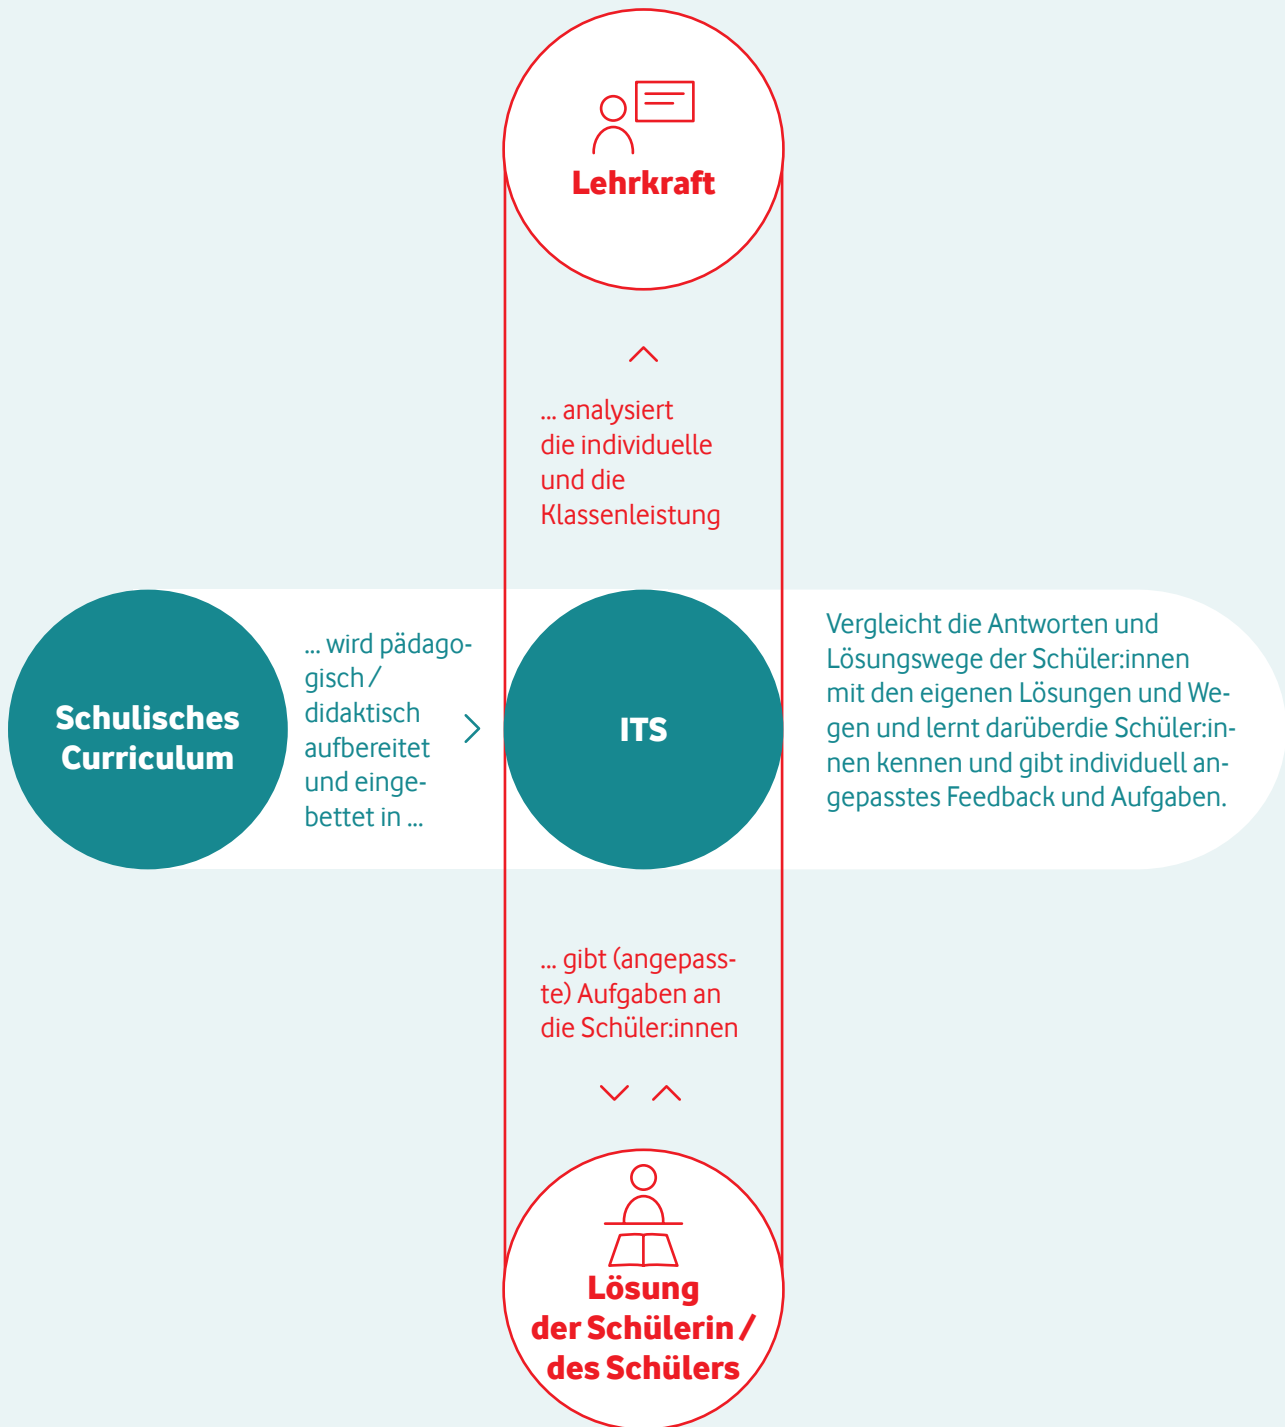 Lehrkraft
... analysiert
die individuelle
und die
Klassenleistung
Schulisches
Curriculum
... wird pädago-
gisch /
didaktisch
aufbereitet
und einge-
bettet in ...
ITS
Vergleicht die Antworten und
Lösungswege der Schüler:innen
mit den eigenen Lösungen und We-
gen und lernt darüberdie Schüler:in-
nen kennen und gibt individuell an-
gepasstes Feedback und Aufgaben.
... gibt (angepass-
te) Aufgaben an
die Schüler:innen
Lösung
der Schülerin /
des Schülers